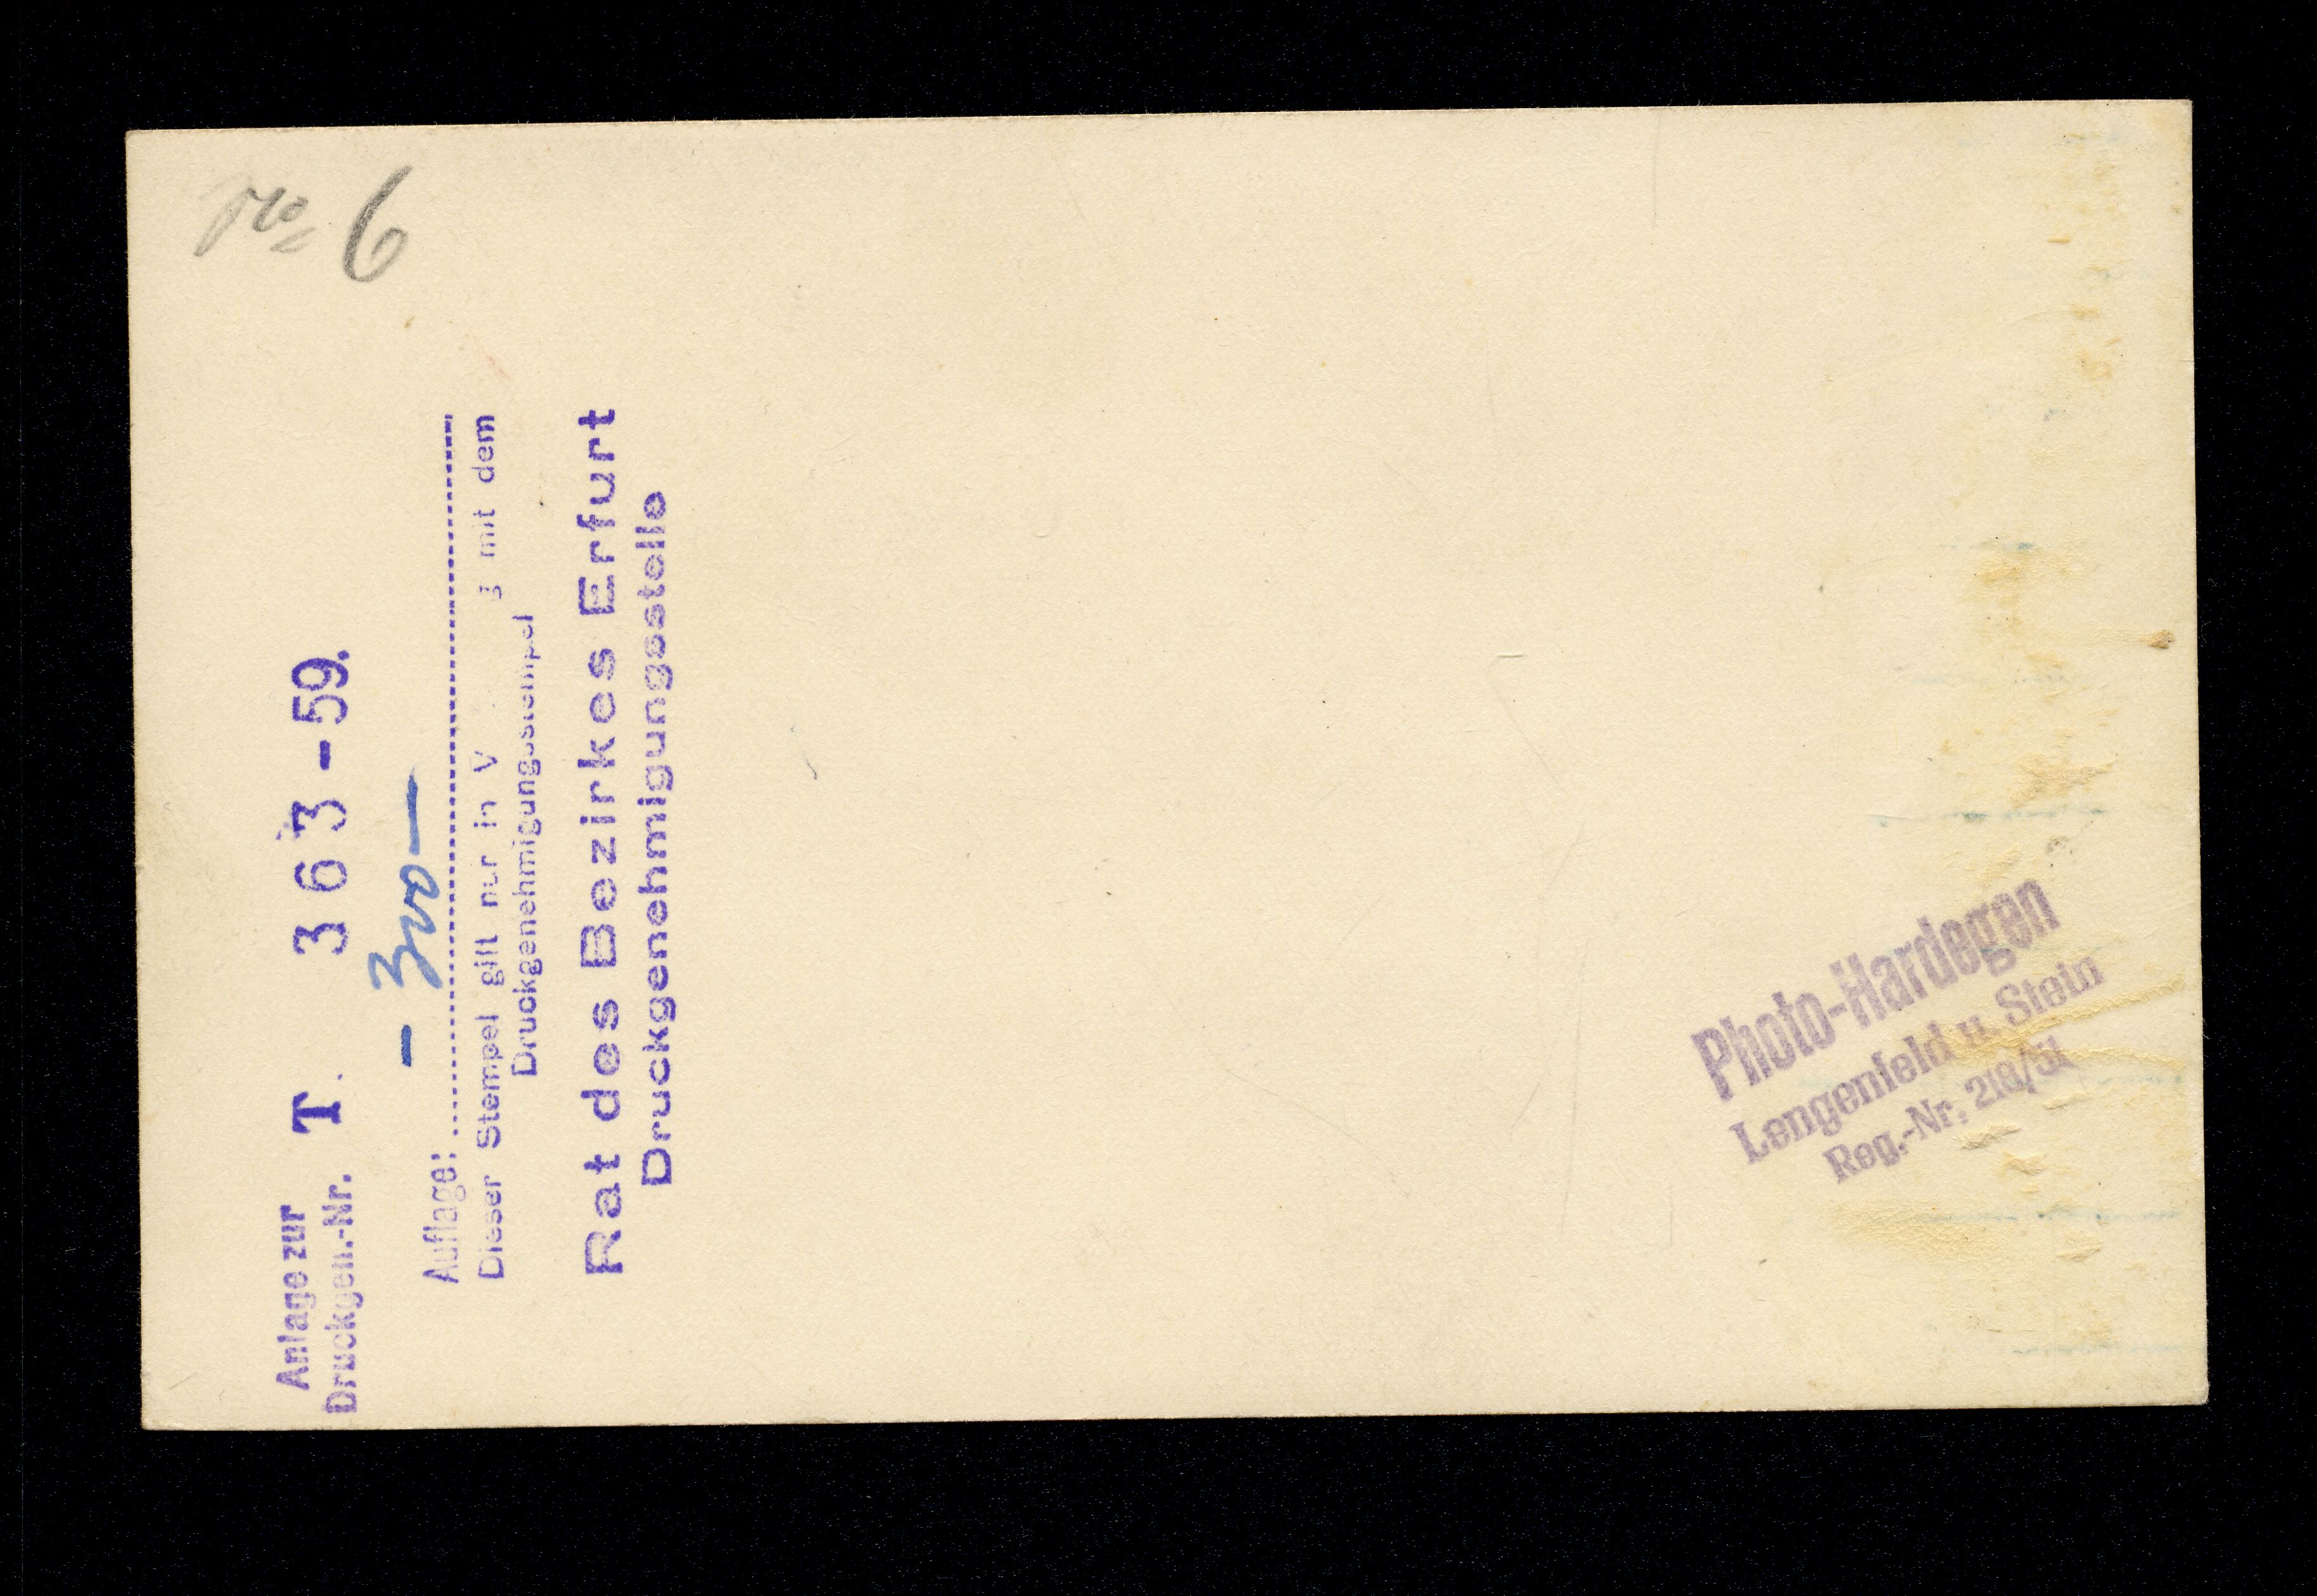 No 6
Anlage zur
Druckgen.-Nr. T. 363-59.
- 300 -
Auflage:
Dieser Stempel gilt nur in V g mit dem
Druckgenehmigungsstempel
Rat des Bezirkes Erfurt
Druckgenehmigungsstelle
Photo-Hardegen
Lengenfeld u. Stein
Reg.-Nr. 218/51